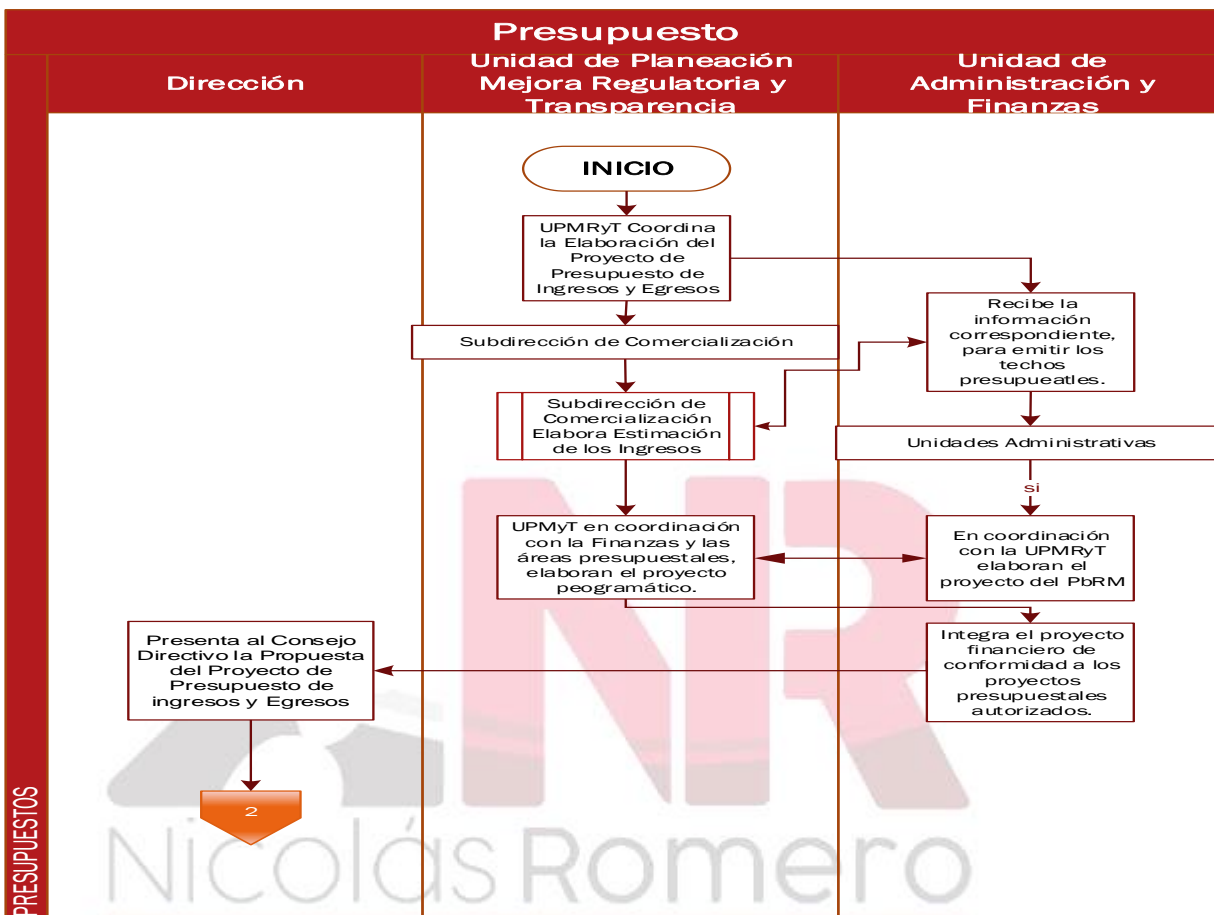 Presupuesto
Dirección
Unidad de Planeación
Mejora Regulatoria y
Transparencia
Unidad de
Administración y
Finanzas
INICIO
UPMRyT Coordina
la Elaboración del
Proyecto de
Presupuesto de
Ingresos y Egresos
Recibe la
información
correspondiente,
para emitir los
techos
presupueatles.
Subdirección de Comercialización
Subdirección de
Comercialización
Elabora Estimación
de los Ingresos
Unidades Administrativas
si
UPMyT en coordinación
con la Finanzas y las
áreas presupuestales,
elaboran el proyecto
peogramático.
En coordinación
con la UPMRyT
elaboran el
proyecto del PbRM
Integra el proyecto
financiero de
conformidad a los
proyectos
presupuestales
autorizados.
Presenta al Consejo
Directivo la Propuesta
del Proyecto de
Presupuesto de
ingresos y Egresos
2
PRESUPUESTOS
NR
Nicolás Romero